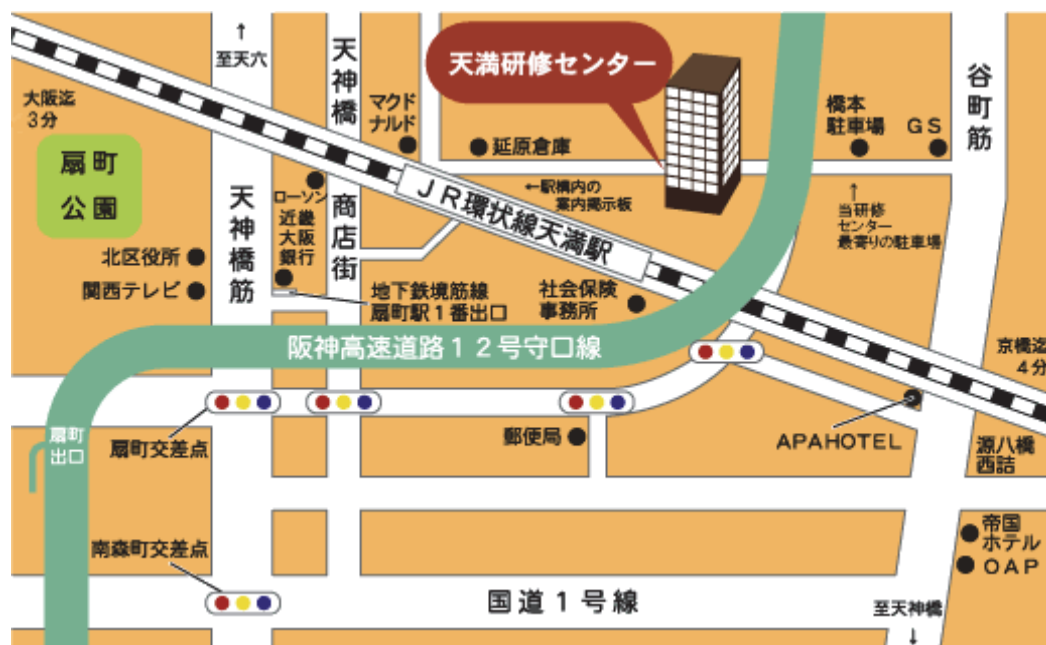 ↑
至天六
天神橋
商店街
天満研修センター
谷町筋
大阪迄
3分
マクド
ナルド
延原倉庫
橋本
駐車場
GS
扇町
公園
天神橋筋
ローソン
近畿
大阪
銀行
JR環状線天満駅
←駅構内の
案内掲示板
↑
当研修
センター
最寄りの駐車場
北区役所
関西テレビ
地下鉄境筋線
扇町駅1番出口
社会保険
事務所
阪神高速道路12号守口線
京橋迄
4分
扇町
出口
扇町交差点
郵便局
APAHOTEL
源八橋
西詰
南森町交差点
帝国
ホテル
OAP
国道1号線
至天神橋
↓